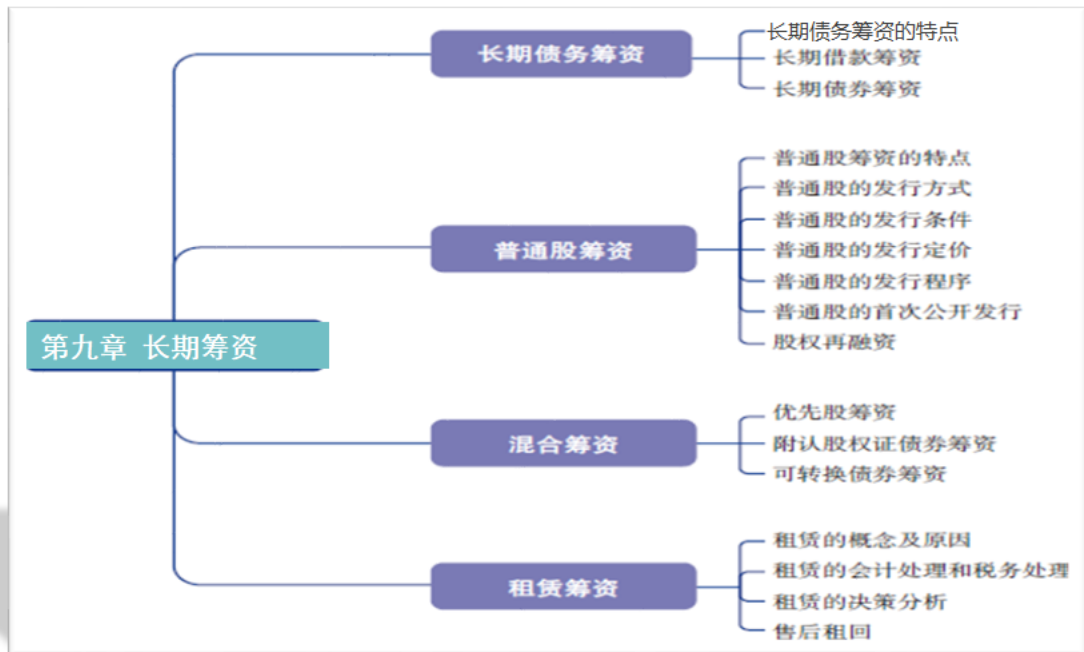 第九章 长期筹资
长期债务筹资
长期债务筹资的特点
长期借款筹资
长期债券筹资
普通股筹资
普通股筹资的特点
普通股的发行方式
普通股的发行条件
普通股的发行定价
普通股的发行程序
普通股的首次公开发行
股权再融资
混合筹资
优先股筹资
附认股权证债券筹资
可转换债券筹资
租赁筹资
租赁的概念及原因
租赁的会计处理和税务处理
租赁的决策分析
售后租回